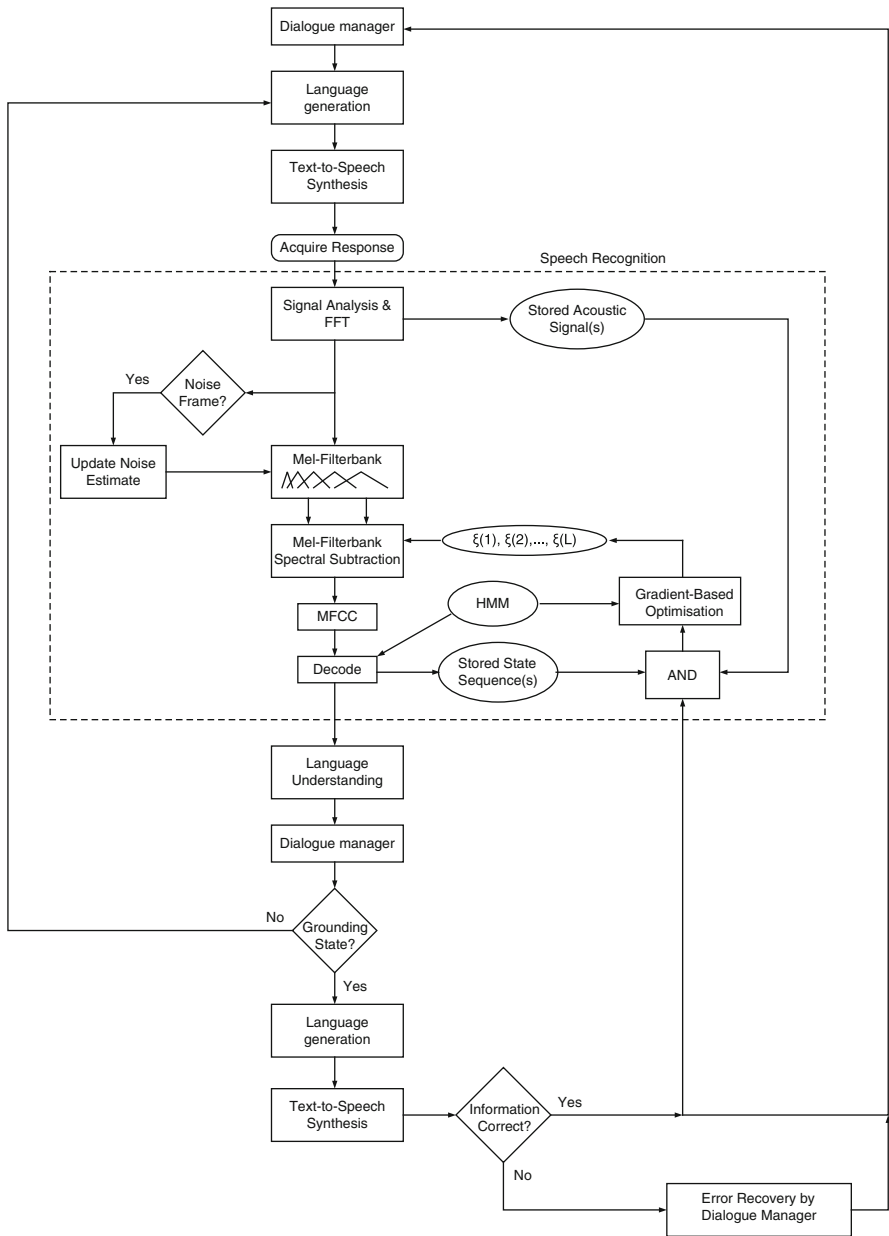 Dialogue manager
Language
generation
Text-to-Speech
Synthesis
Acquire Response
Speech Recognition
Signal Analysis &
FFT
Stored Acoustic
Signal(s)
Yes
Noise
Frame?
Update Noise
Estimate
Mel-Filterbank
Mel-Filterbank
Spectral Subtraction
ξ(1), ξ(2),..., ξ(L)
HMM
Gradient-Based
Optimisation
MFCC
Decode
Stored State
Sequence(s)
AND
Language
Understanding
Dialogue manager
No
Grounding
State?
Yes
Language
generation
Text-to-Speech
Synthesis
Information
Correct?
Yes
No
Error Recovery by
Dialogue Manager